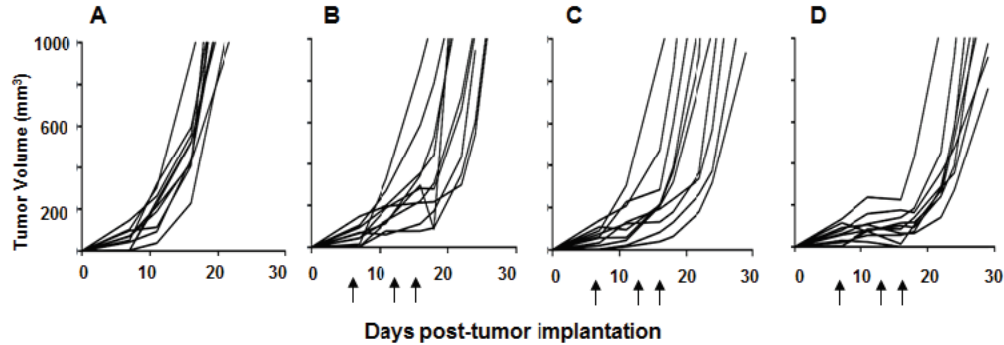 A B C D
Tumor Volume (mm³)
1000
600
200
0 10 20 30 0 10 20 30 0 10 20 30 0 10 20 30
Days post-tumor implantation